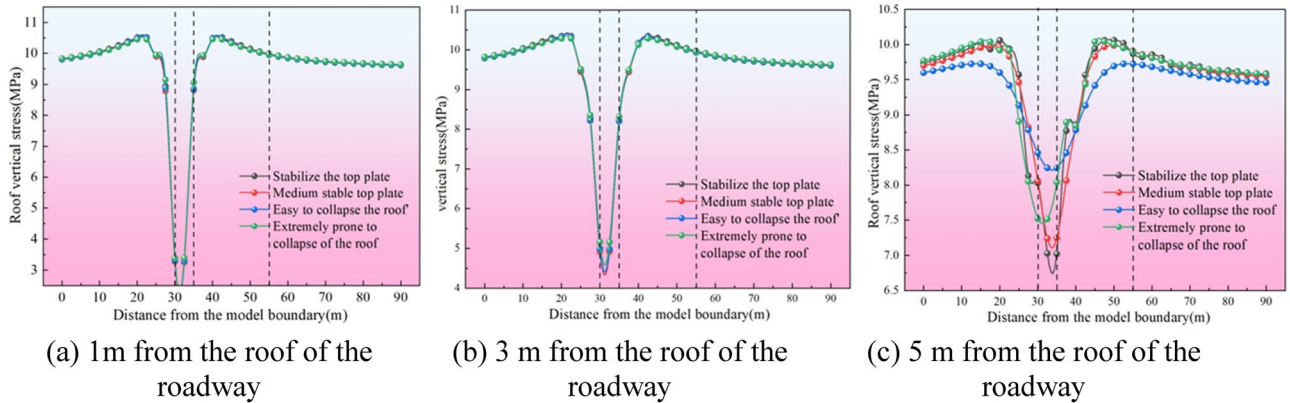 11
10
9
8
7
6
5
4
3
Roof vertical stress(MPa)
Stabilize the top plate
Medium stable top plate
Easy to collapse the roof
Extremely prone to
collapse of the roof
0 10 20 30 40 50 60 70 80 90
Distance from the model boundary(m)
(a) 1m from the roof of the
roadway
11
10
9
8
7
6
5
4
vertical stress(MPa)
Stabilize the top plate
Medium stable top plate
Easy to collapse the roof'
Extremely prone to
collapse of the roof
0 10 20 30 40 50 60 70 80 90
Distance from the model boundary(m)
(b) 3 m from the roof of the
roadway
10.5
10.0
9.5
9.0
8.5
8.0
7.5
7.0
6.5
Roof vertical stress(MPa)
Stabilize the top plate
Medium stable top plate
Easy to collapse the roof
Extremely prone to
collapse of the roof
0 10 20 30 40 50 60 70 80 90
Distance from the model boundary(m)
(c) 5 m from the roof of the
roadway